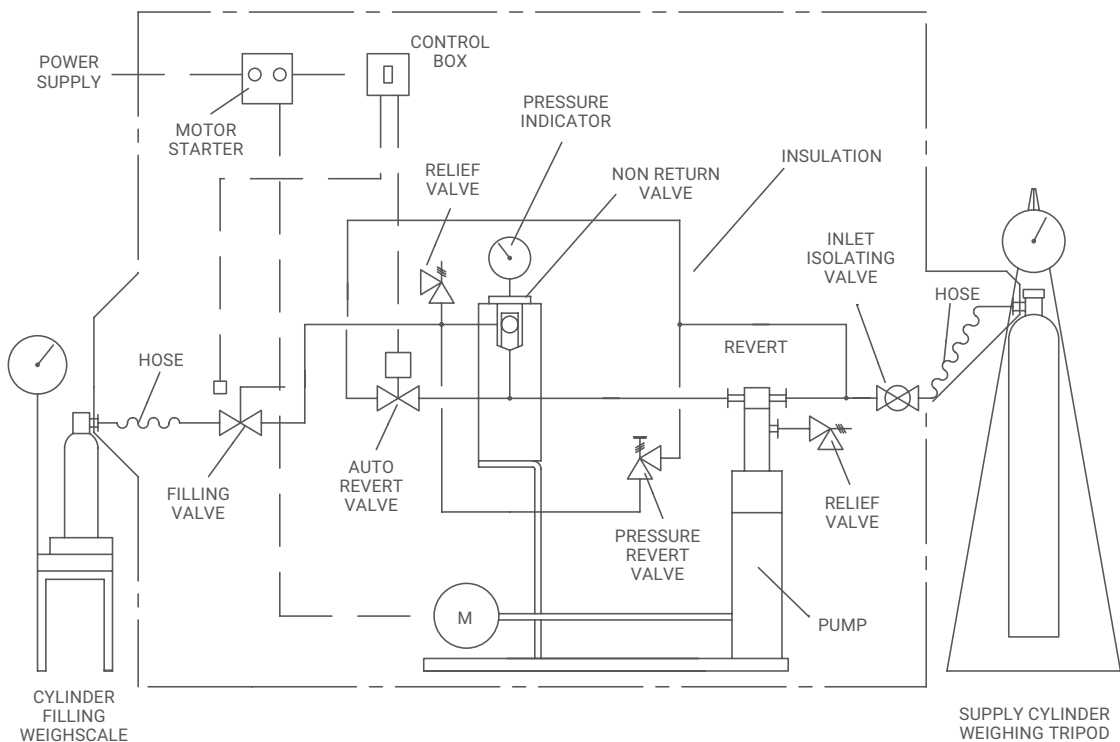 POWER
SUPPLY
CONTROL
BOX
MOTOR
STARTER
PRESSURE
INDICATOR
RELIEF
VALVE
NON RETURN
VALVE
INSULATION
INLET
ISOLATING
VALVE
HOSE
REVERT
HOSE
FILLING
VALVE
AUTO
REVERT
VALVE
PRESSURE
REVERT
VALVE
RELIEF
VALVE
M
PUMP
CYLINDER
FILLING
WEIGHSCALE
SUPPLY CYLINDER
WEIGHING TRIPOD